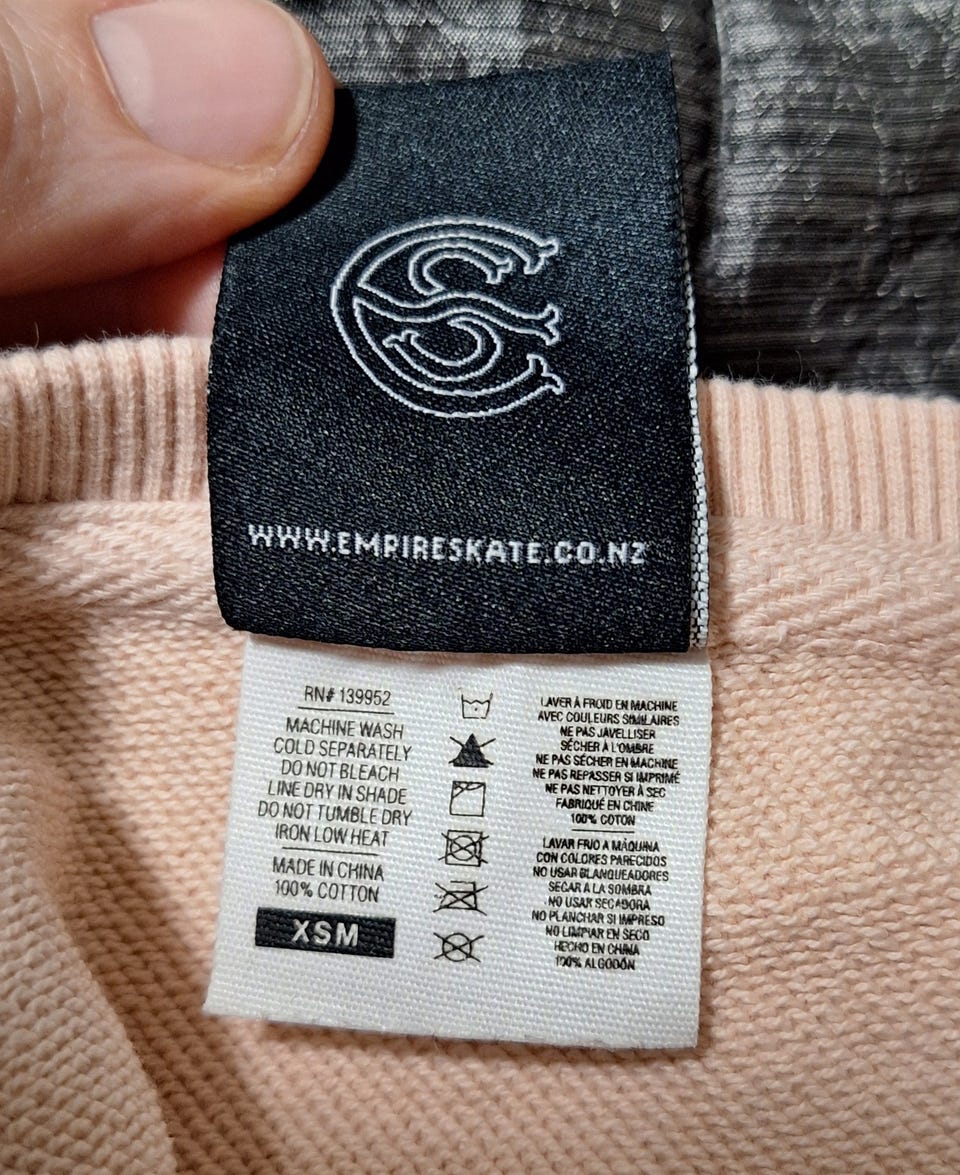 WWW.EMPIRESKATE.CO.NZ
RN# 139952
MACHINE WASH
COLD SEPARATELY
DO NOT BLEACH
LINE DRY IN SHADE
DO NOT TUMBLE DRY
IRON LOW HEAT
MADE IN CHINA
100% COTTON
XSM
LAVER À FROID EN MACHINE
AVEC COULEURS SIMILAIRES
NE PAS JAVELLISER
SÉCHER À L'OMBRE
NE PAS SÉCHER EN MACHINE
NE PAS REPASSER SI IMPRIMÉ
NE PAS NETTOYER À SEC
FABRIQUÉ EN CHINE
100% COTON
LAVAR FRIO A MÁQUINA
CON COLORES PARECIDOS
NO USAR BLANQUEADORES
SECAR A LA SOMBRA
NO USAR SECADORA
NO PLANCHAR SI IMPRESO
NO LIMPIAR EN SECO
HECHO EN CHINA
100% ALGODÓN